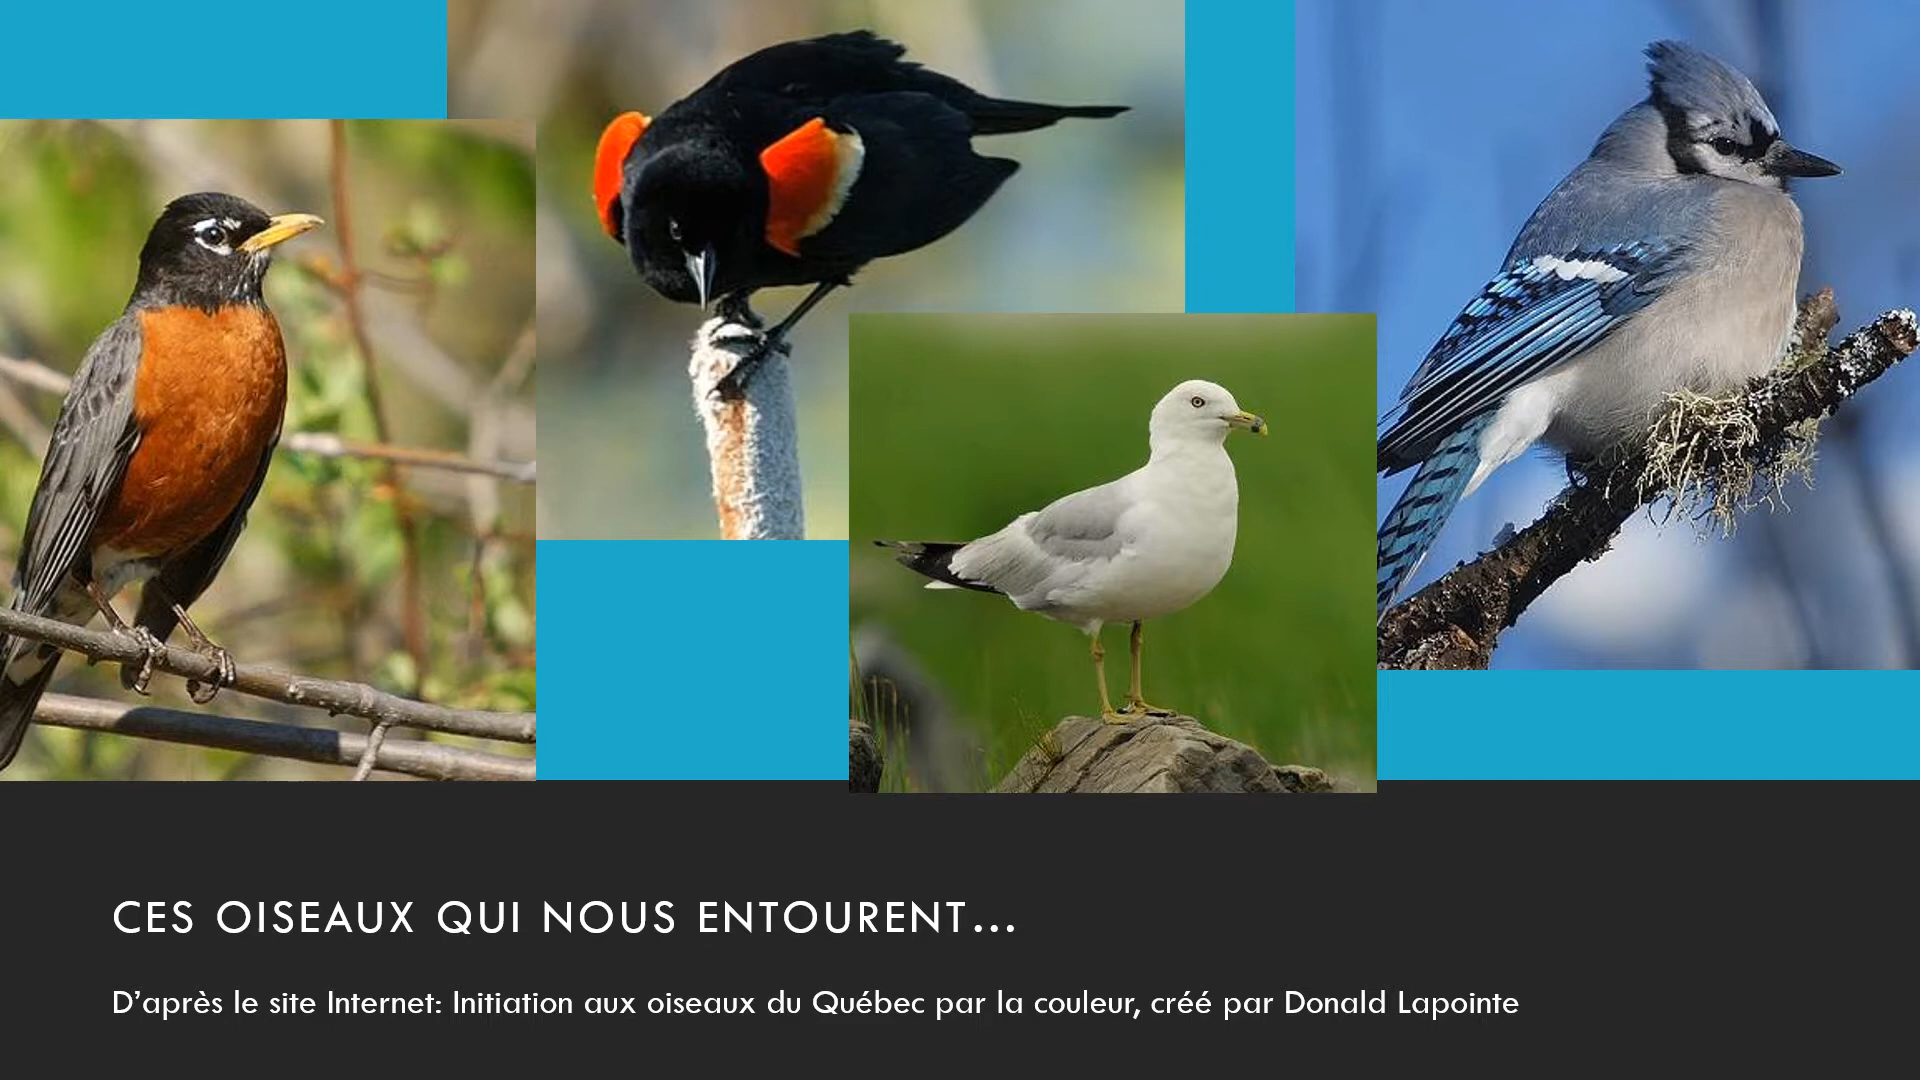 CES OISEAUX QUI NOUS ENTOURENT...
D’après le site Internet: Initiation aux oiseaux du Québec par la couleur, créé par Donald Lapointe